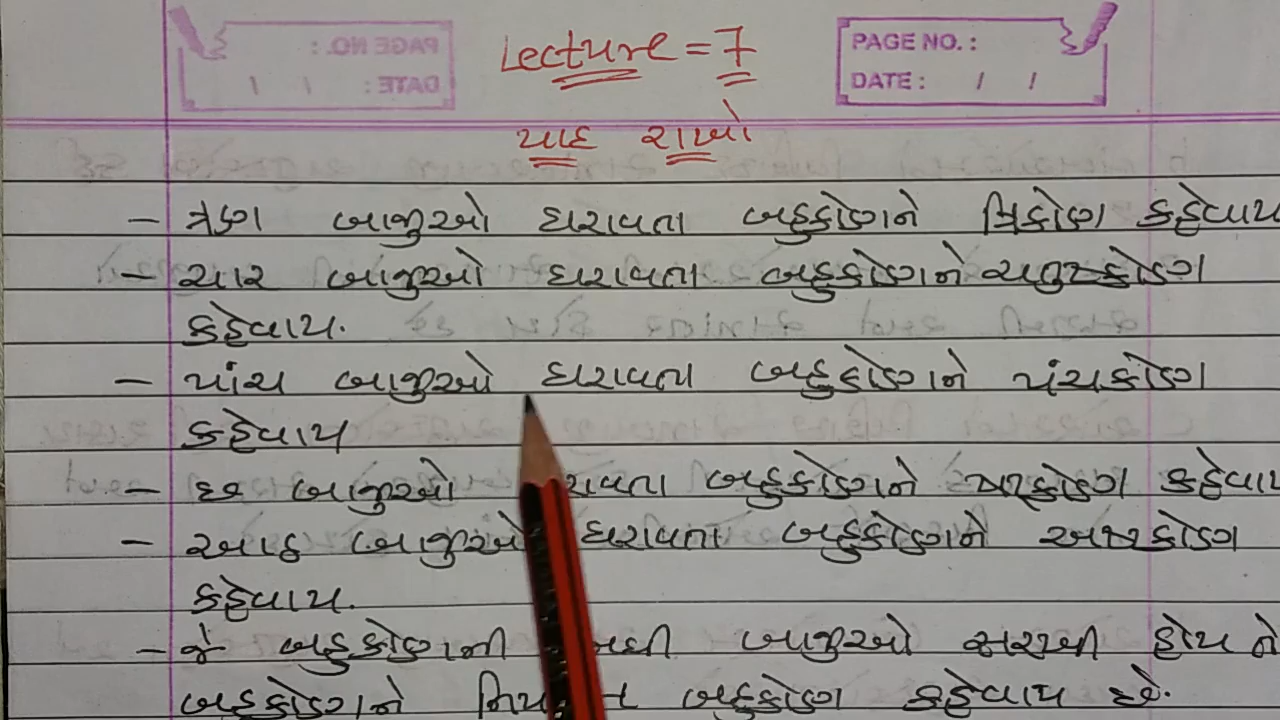 PAGE NO. :
DATE : / /
Lecture = 7
યાદ રાખો
- ત્રણ બાજુઓ ધરાવતા બહુકોણને ત્રિકોણ કહેવાય
- ચાર બાજુઓ ધરાવતા બહુકોણને ચતુષ્કોણ
કહેવાય.
- પાંચ બાજુઓ ધરાવતા બહુકોણને પંચકોણ
કહેવાય
- છ બાજુઓ બહુકોણને ષટ્કોણ
- આઠ બાજુઓ ધરાવતા બહુકોણને અષ્ટકોણ
કહેવાય.
- જે બહુકોણની બાજુઓ સરખી હોય
બહુકોણને બહુકોણ કહેવાય છે.